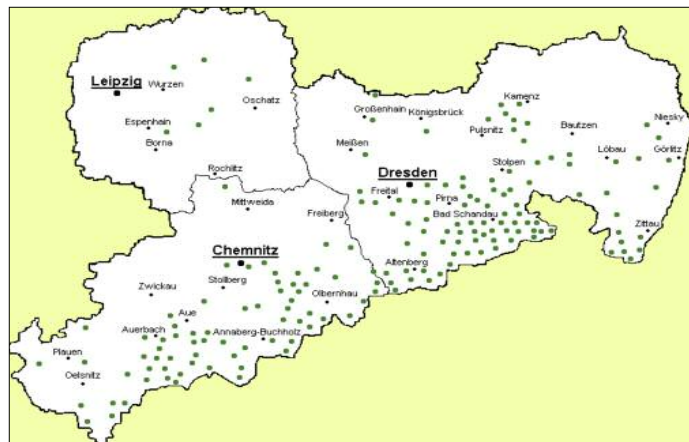 Leipzig
Wurzen
Oschatz
Espenhain
Borna
Rochlitz
Großenhain
Königsbrück
Kamenz
Pulsnitz
Bautzen
Niesky
Meißen
Löbau
Görlitz
Stolpen
Dresden
Freital
Pirna
Bad Schandau
Zittau
Mittweida
Freiberg
Chemnitz
Altenberg
Zwickau
Stollberg
Olbernhau
Auerbach
Aue
Annaberg-Buchholz
Plauen
Oelsnitz